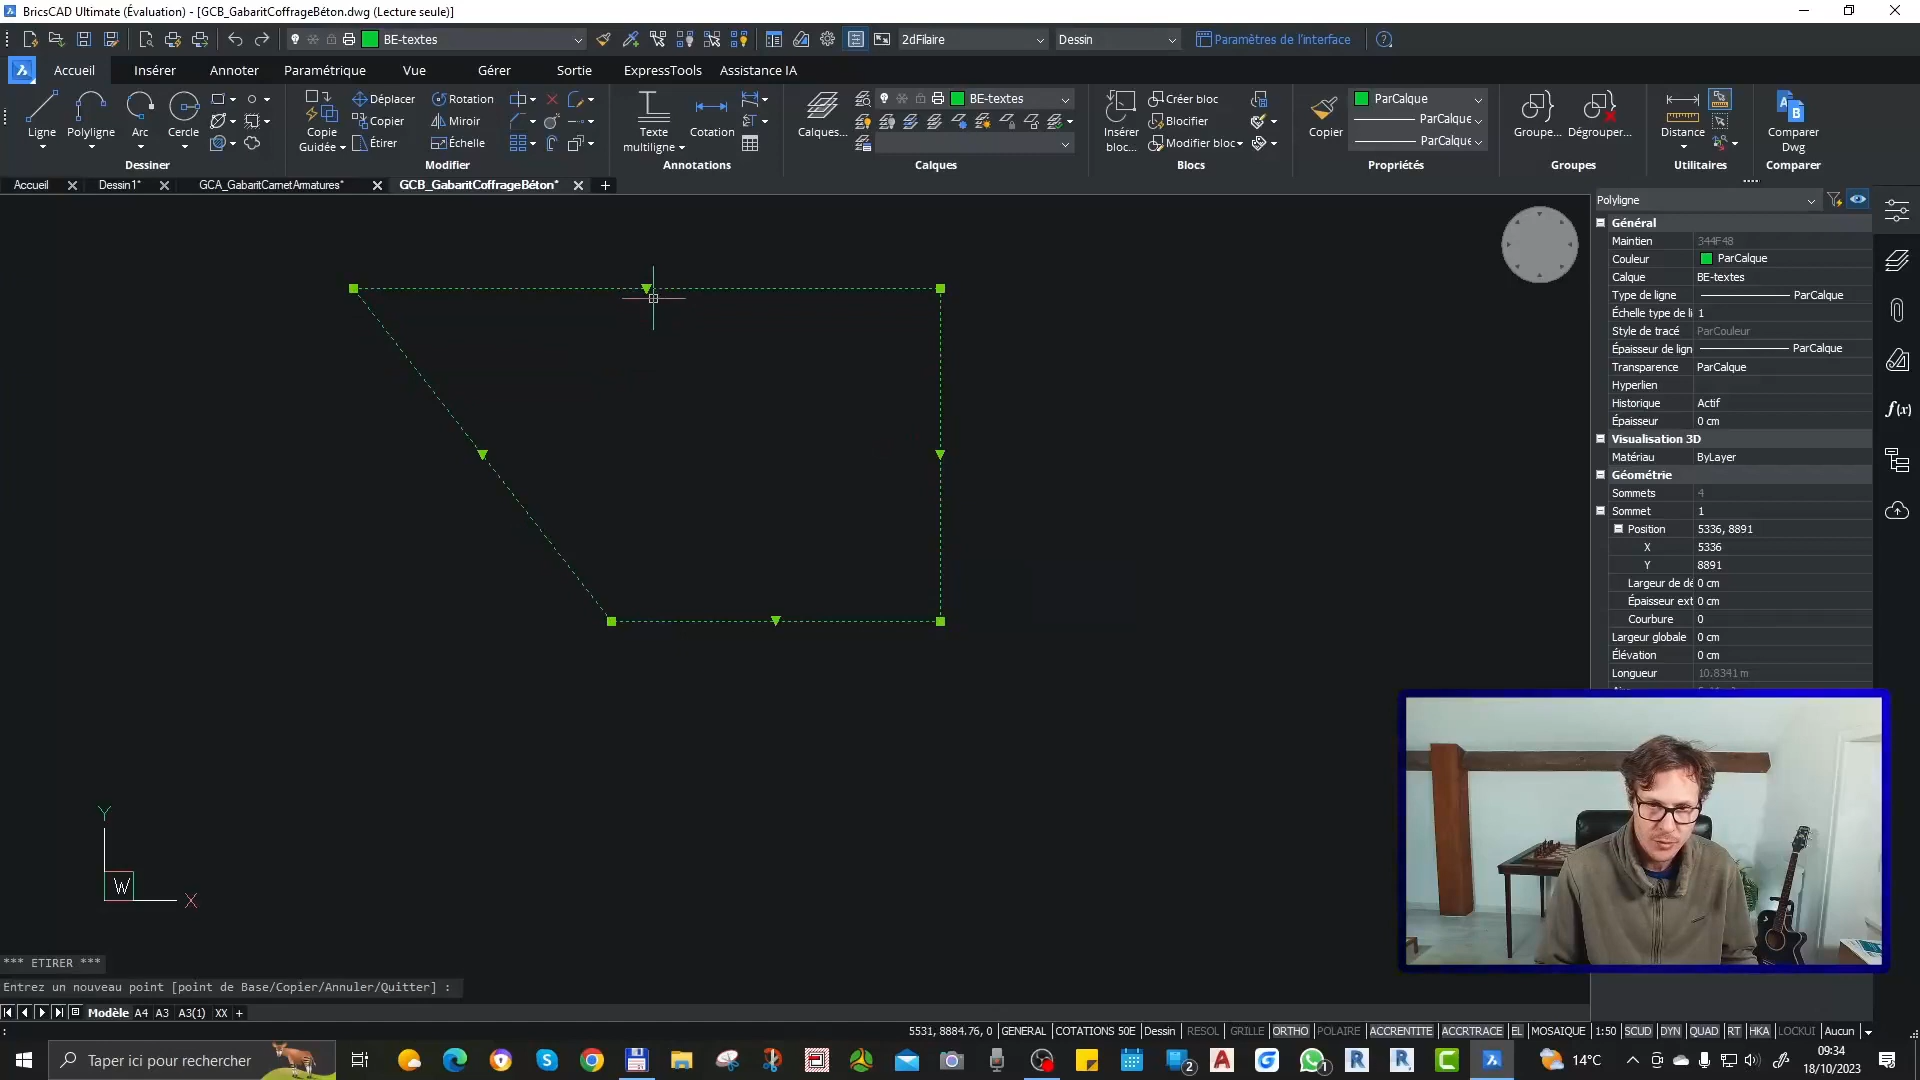 BricsCAD Ultimate (Évaluation) - [GCB_GabaritCoffrageBéton.dwg (Lecture seule)]
BE-textes
2dFilaire
Dessin
Paramètres de l'interface
Accueil
Insérer
Annoter
Paramétrique
Vue
Gérer
Sortie
ExpressTools
Assistance IA
Ligne
Polyligne
Arc
Cercle
Dessiner
Copie
Guidée
Déplacer
Copier
Étirer
Rotation
Miroir
Échelle
Modifier
Texte
multiligne
Cotation
Annotations
Calques...
BE-textes
Calques
Insérer
bloc...
Créer bloc
Blocifier
Modifier bloc
Blocs
Copier
ParCalque
ParCalque
ParCalque
Propriétés
Groupe...
Dégrouper...
Groupes
Distance
Utilitaires
Comparer
Dwg
Comparer
Accueil
Dessin1*
GCA_GabaritCarnetArmatures*
GCB_GabaritCoffrageBéton*
Polyligne
Général
Maintien 344F48
Couleur ParCalque
Calque BE-textes
Type de ligne ParCalque
Échelle type de li 1
Style de tracé ParCouleur
Épaisseur de lign ParCalque
Transparence ParCalque
Hyperlien
Historique Actif
Épaisseur 0 cm
Visualisation 3D
Matériau ByLayer
Géométrie
Sommets 4
Sommet 1
Position 5336, 8891
X 5336
Y 8891
Largeur de dé 0 cm
Épaisseur ext 0 cm
Courbure 0
Largeur globale 0 cm
Élévation 0 cm
Longueur 10.8341 m
f(x)
Y
W
X
*** ETIRER ***
Entrez un nouveau point [point de Base/Copier/Annuler/Quitter] :
Modèle A4 A3 A3(1) XX +
:
5531, 8884.76, 0 GENERAL COTATIONS 50E Dessin RESOL GRILLE ORTHO POLAIRE ACCRENTITE ACCRTRACE EL MOSAIQUE 1:50 SCUD DYN QUAD RT HKA LOCKUI Aucun
Taper ici pour rechercher
2
1
14°C
09:34
18/10/2023